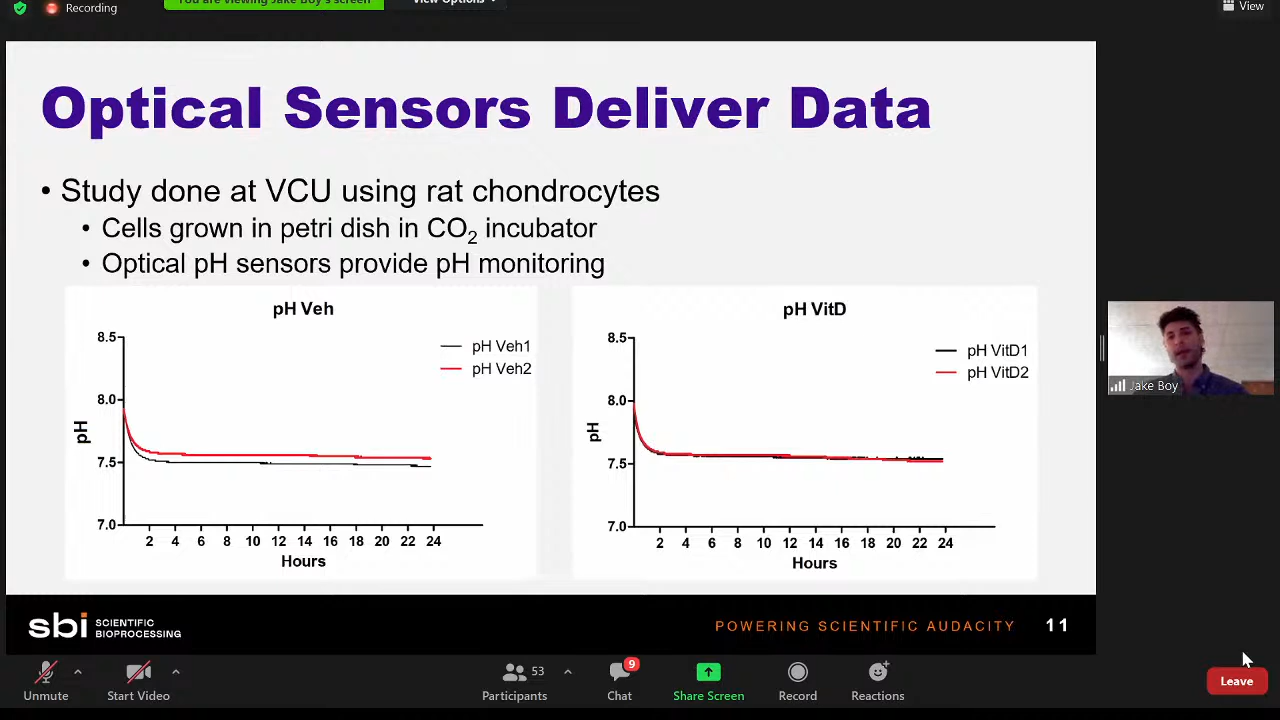 Recording
You are viewing Jake Boy's screen
View Options
View
Optical Sensors Deliver Data
• Study done at VCU using rat chondrocytes
• Cells grown in petri dish in CO2 incubator
• Optical pH sensors provide pH monitoring
pH Veh
8.5
8.0
7.5
7.0
pH
pH Veh1
pH Veh2
2 4 6 8 10 12 14 16 18 20 22 24
Hours
pH VitD
8.5
8.0
7.5
7.0
pH
pH VitD1
pH VitD2
2 4 6 8 10 12 14 16 18 20 22 24
Hours
Jake Boy
sbi SCIENTIFIC
BIOPROCESSING
POWERING SCIENTIFIC AUDACITY 11
Unmute
Start Video
53
Participants
9
Chat
Share Screen
Record
Reactions
Leave